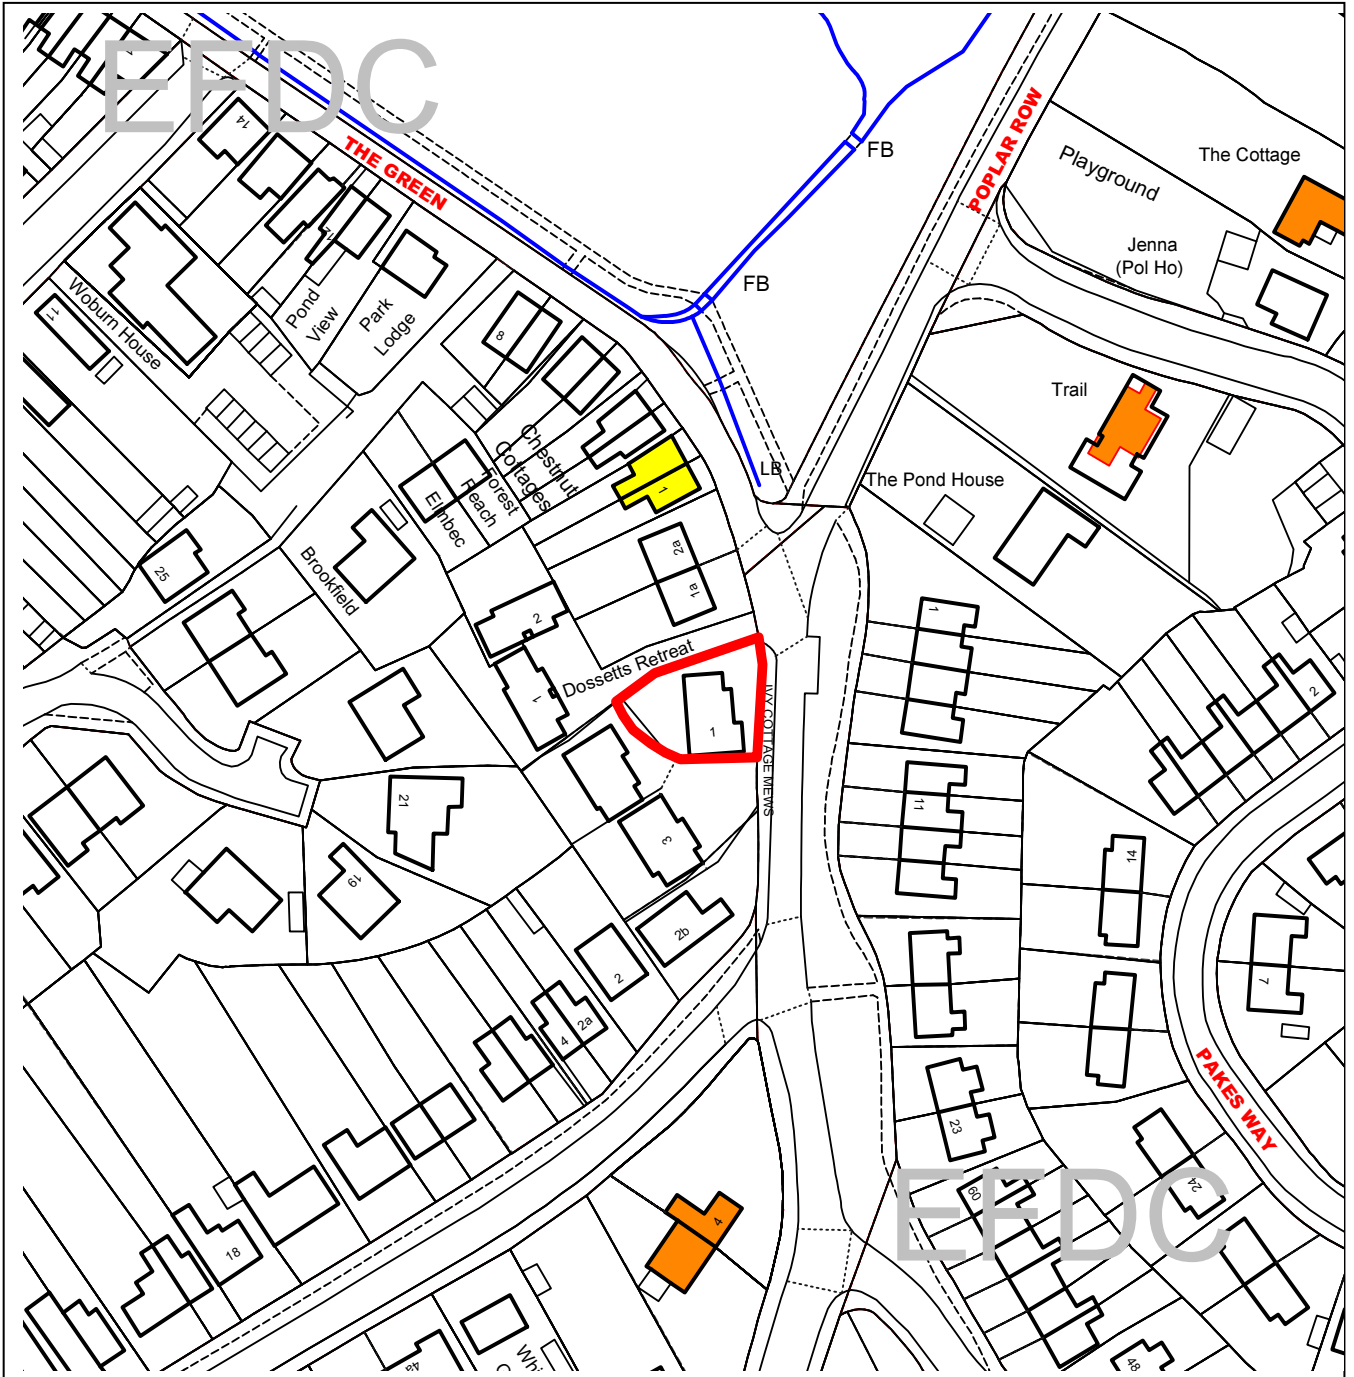 EFDC
THE GREEN
POPLAR ROW
FB
FB
Playground
The Cottage
Jenna
(Pol Ho)
14
12
Woburn House
11
Pond
View
Park
Lodge
8
Trail
LB
The Pond House
Chestnut
Cottages
Forest
Reach
Elmbec
1
2a
1a
Brookfield
25
2
1
Dossetts Retreat
1
IVY COTTAGE MEWS
1
2
21
19
3
11
14
7
2b
2
2a
4
23
PAKES WAY
24
60
EFDC
18
4
4a
48